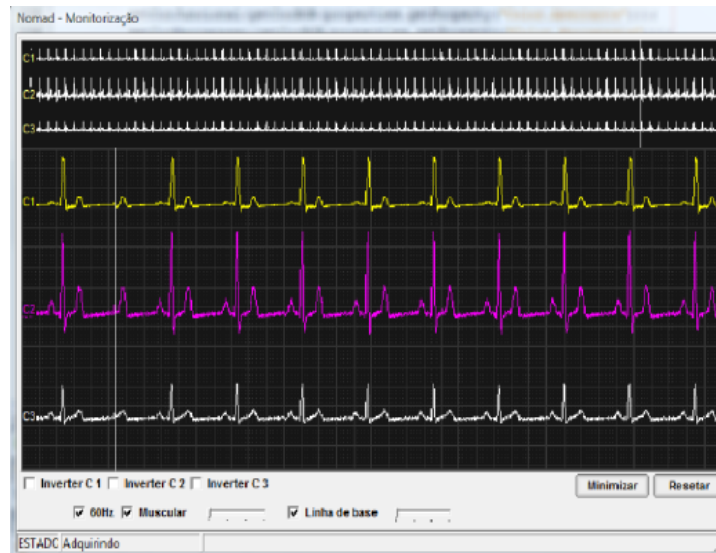 Nomad - Monitorização
C1
C2
C3
C1
C2
C3
Inverter C 1 Inverter C 2 Inverter C 3
Minimizar Resetar
60Hz Muscular Linha de base
ESTADO Adquirindo